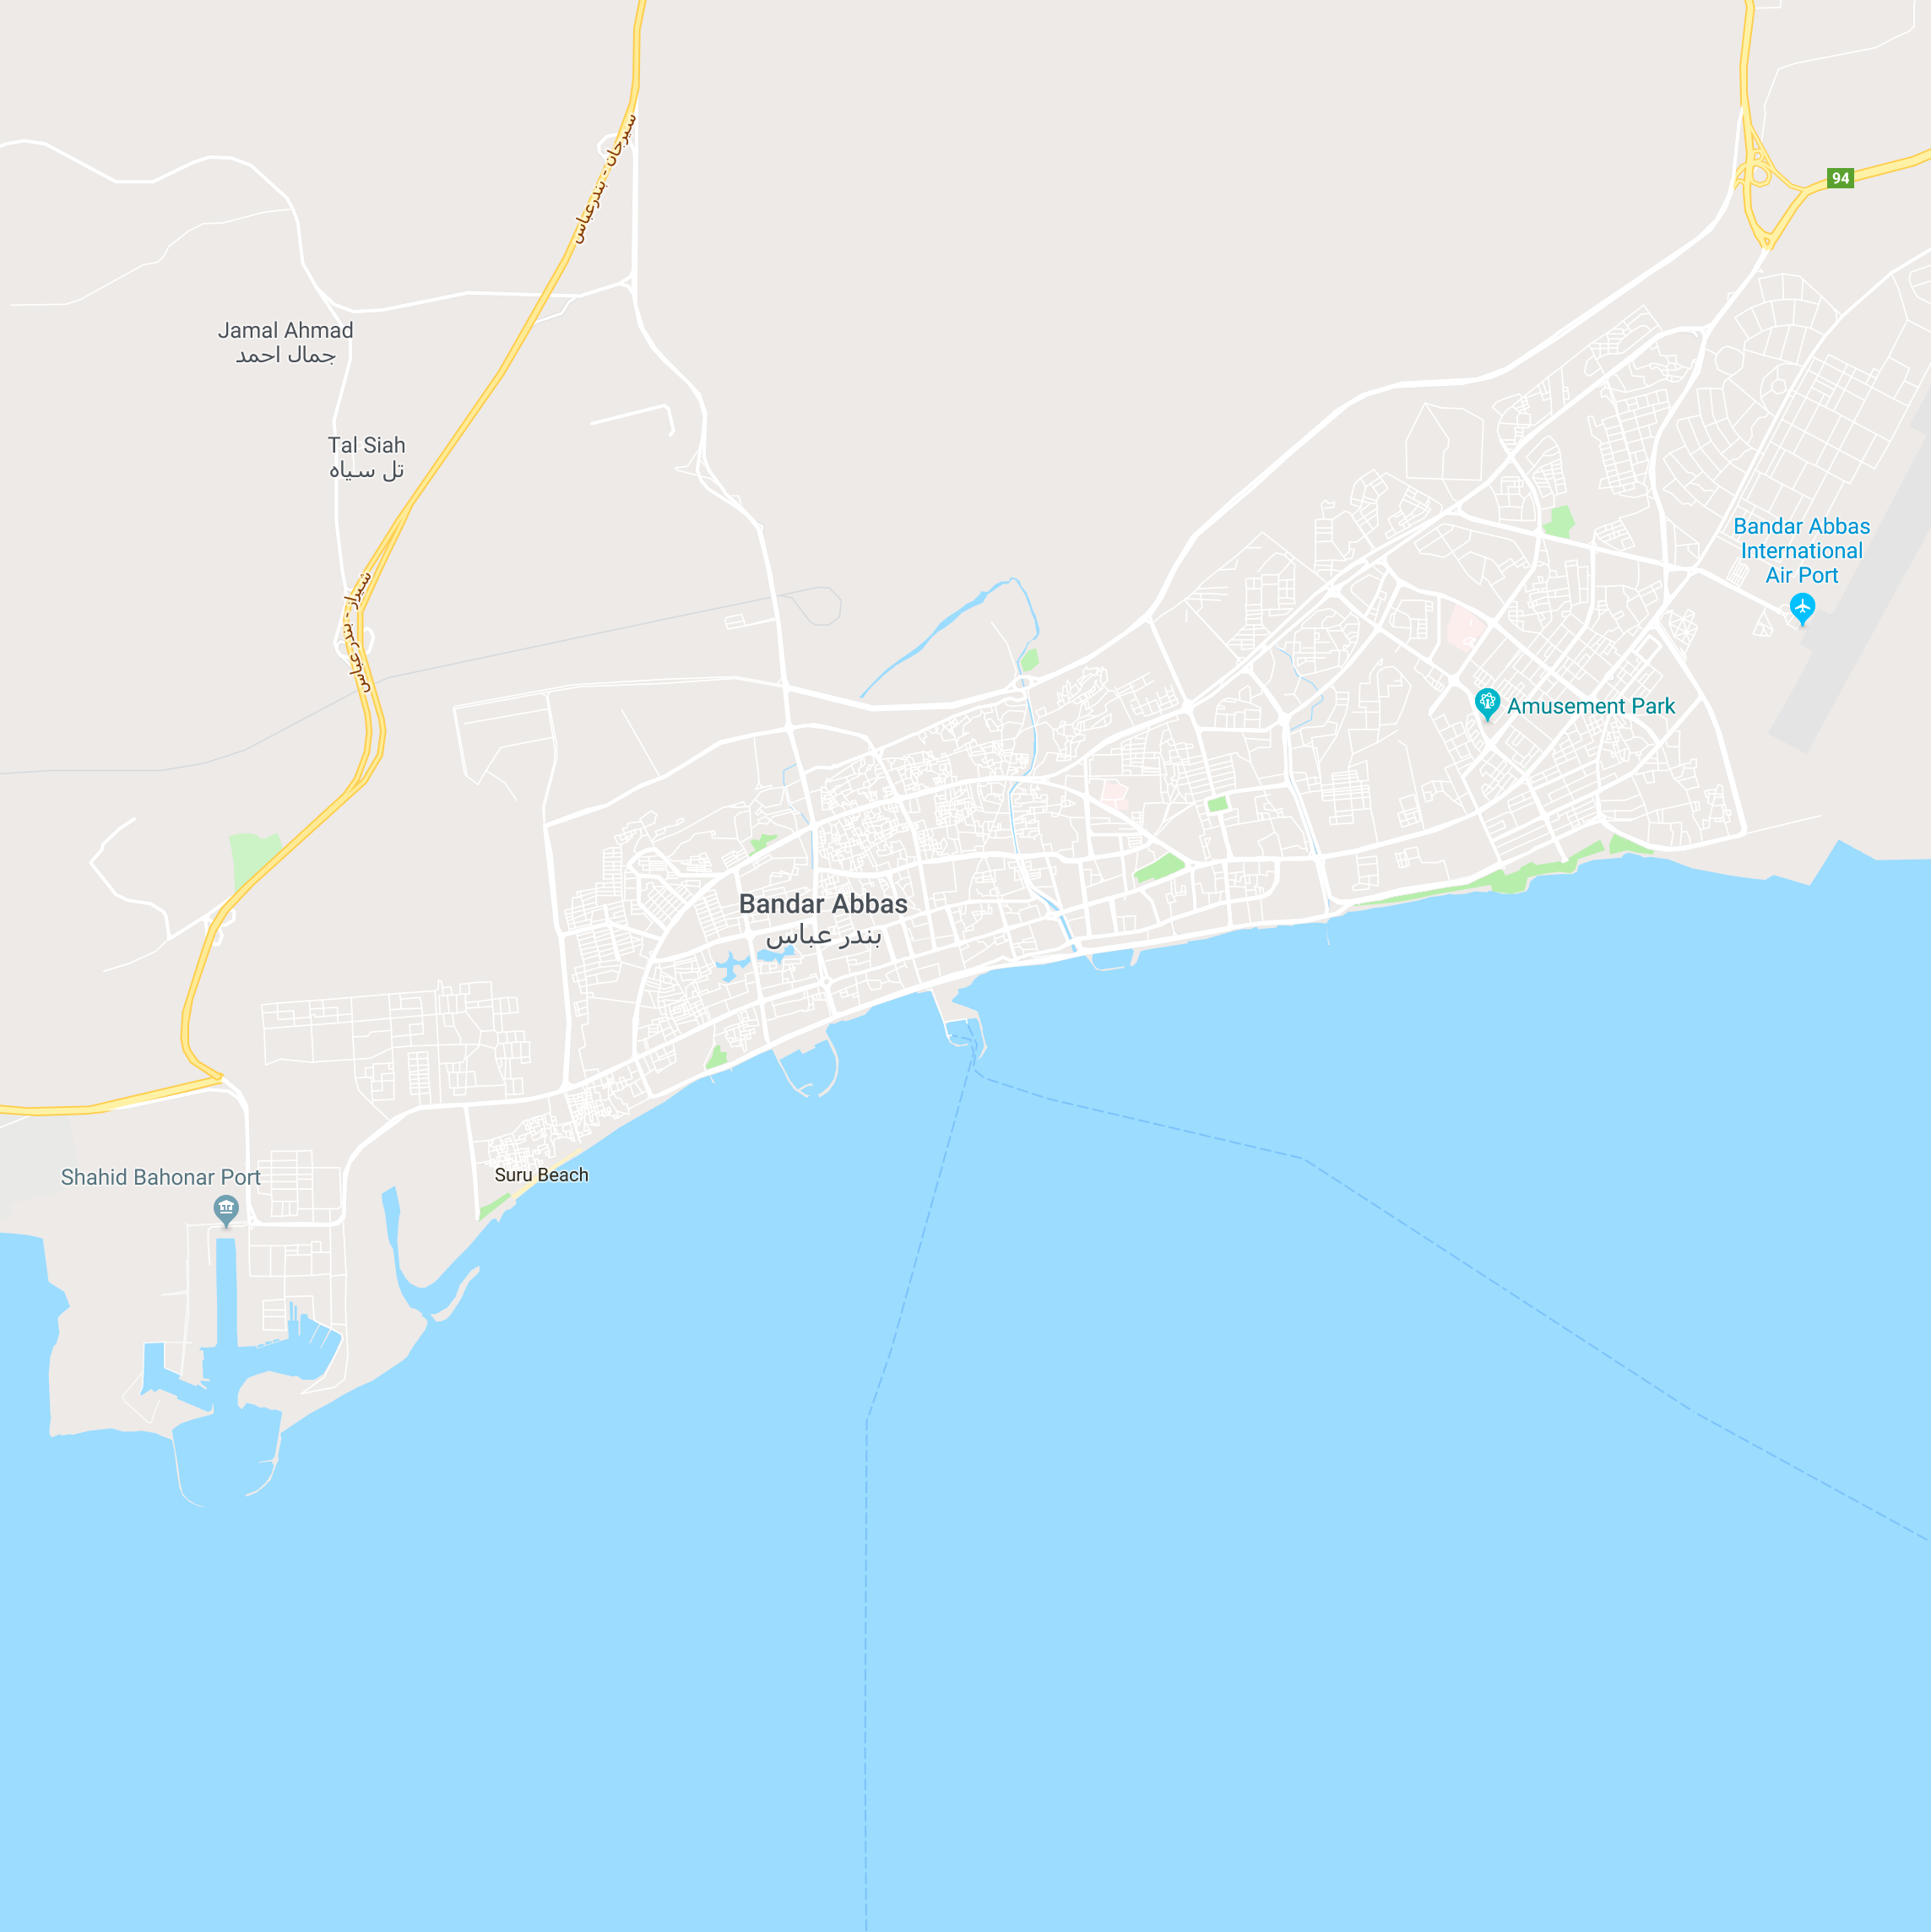 سیرجان - بندرعباس
94
Jamal Ahmad
جمال احمد
Tal Siah
تل سیاه
Bandar Abbas
International
Air Port
شیراز - بندرعباس
Amusement Park
Bandar Abbas
بندر عباس
Suru Beach
Shahid Bahonar Port